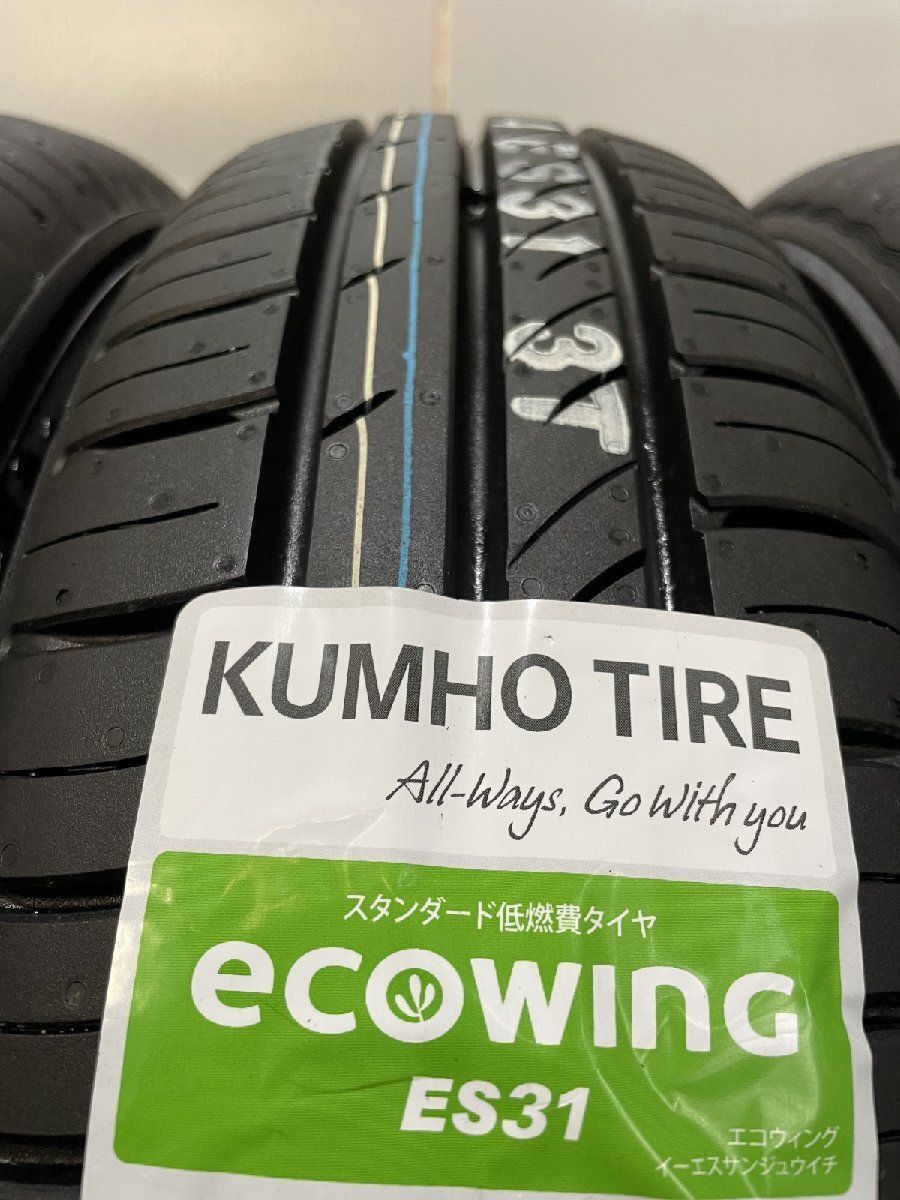 ES31 3T
KUMHO TIRE
All-Ways, Go With you
スタンダード低燃費タイヤ
ecowing
ES31
エコウィング
イーエスサンジュウイチ